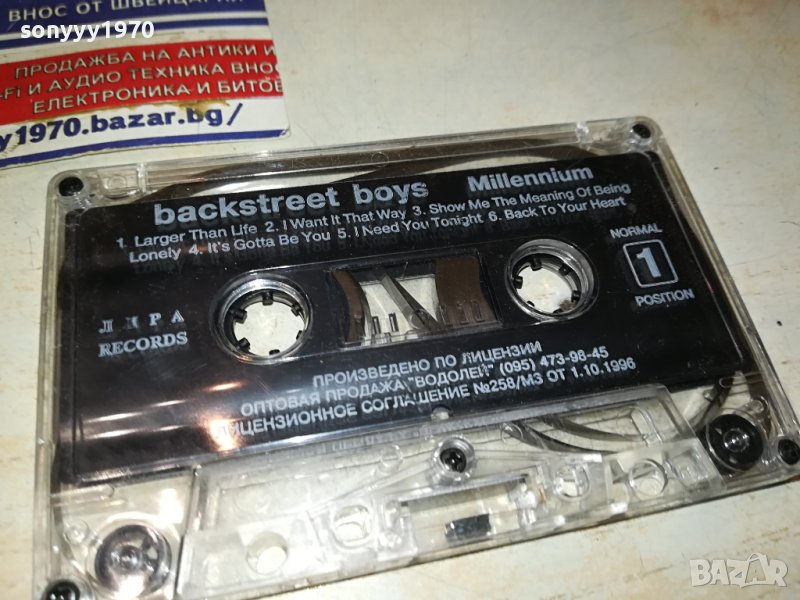 ВНОС ОТ ШВЕЙЦАРИЯ
sonyyy1970
ПРОДАЖБА НА АНТИКИ И
-FI И АУДИО ТЕХНИКА ВНОС
ЕЛЕКТРОНИКА И БИТОВ
y1970.bazar.bg/
backstreet boys Millennium
1. Larger Than Life 2. I Want It That Way 3. Show Me The Meaning Of Being
Lonely 4. It's Gotta Be You 5. I Need You Tonight 6. Back To Your Heart
NORMAL
1
POSITION
ЛИРА
RECORDS
ПРОИЗВЕДЕНО ПО ЛИЦЕНЗИИ
ОПТОВАЯ ПРОДАЖА "ВОДОЛЕЙ" (095) 473-98-45
ЛИЦЕНЗИОННОЕ СОГЛАШЕНИЕ №258/МЗ ОТ 1.10.1996
BAZAR